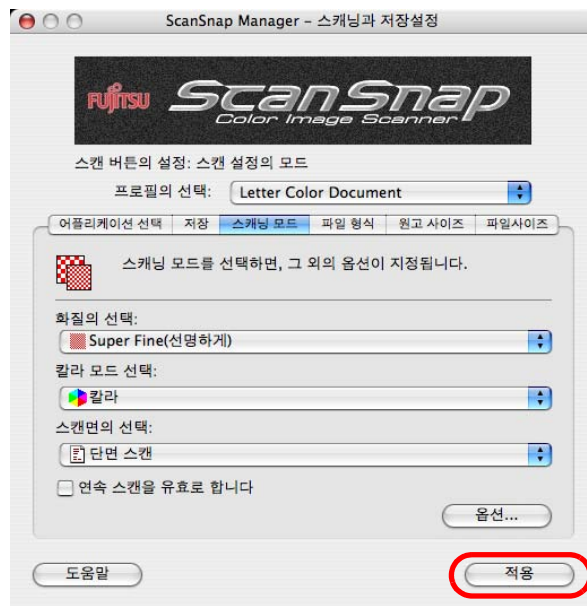 ScanSnap Manager – 스캐닝과 저장설정
FUJITSU ScanSnap
Color Image Scanner
스캔 버튼의 설정: 스캔 설정의 모드
프로필의 선택: Letter Color Document
어플리케이션 선택 저장 스캐닝 모드 파일 형식 원고 사이즈 파일사이즈
스캐닝 모드를 선택하면, 그 외의 옵션이 지정됩니다.
화질의 선택:
Super Fine(선명하게)
칼라 모드 선택:
칼라
스캔면의 선택:
단면 스캔
연속 스캔을 유효로 합니다
옵션...
도움말 적용